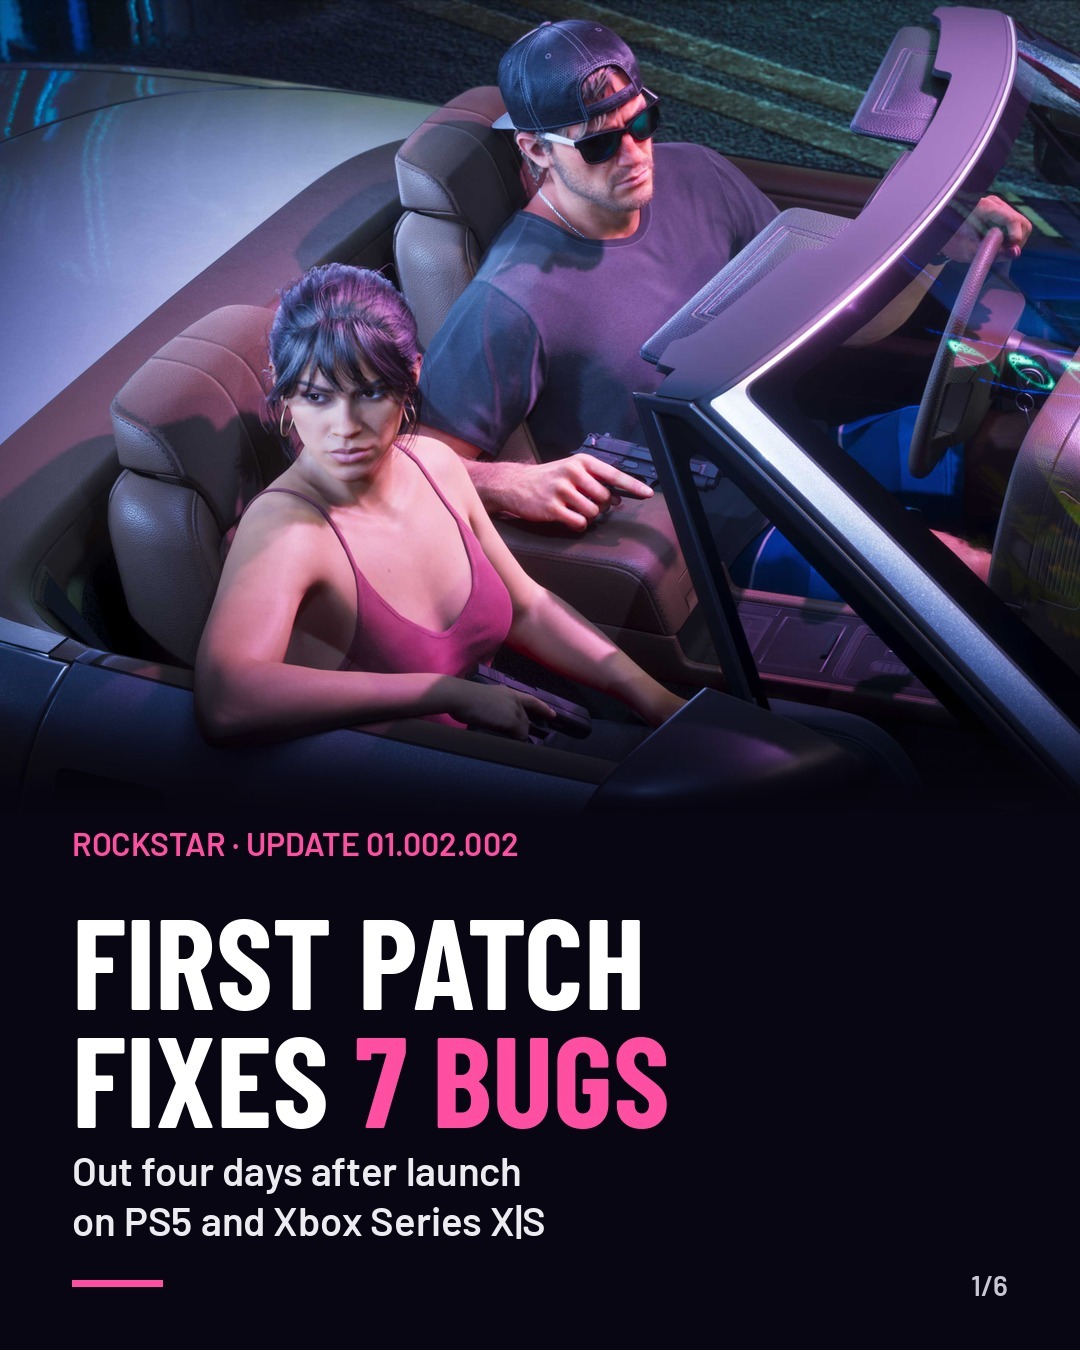 ROCKSTAR · UPDATE 01.002.002
FIRST PATCH
FIXES 7 BUGS
Out four days after launch
on PS5 and Xbox Series X|S
1/6